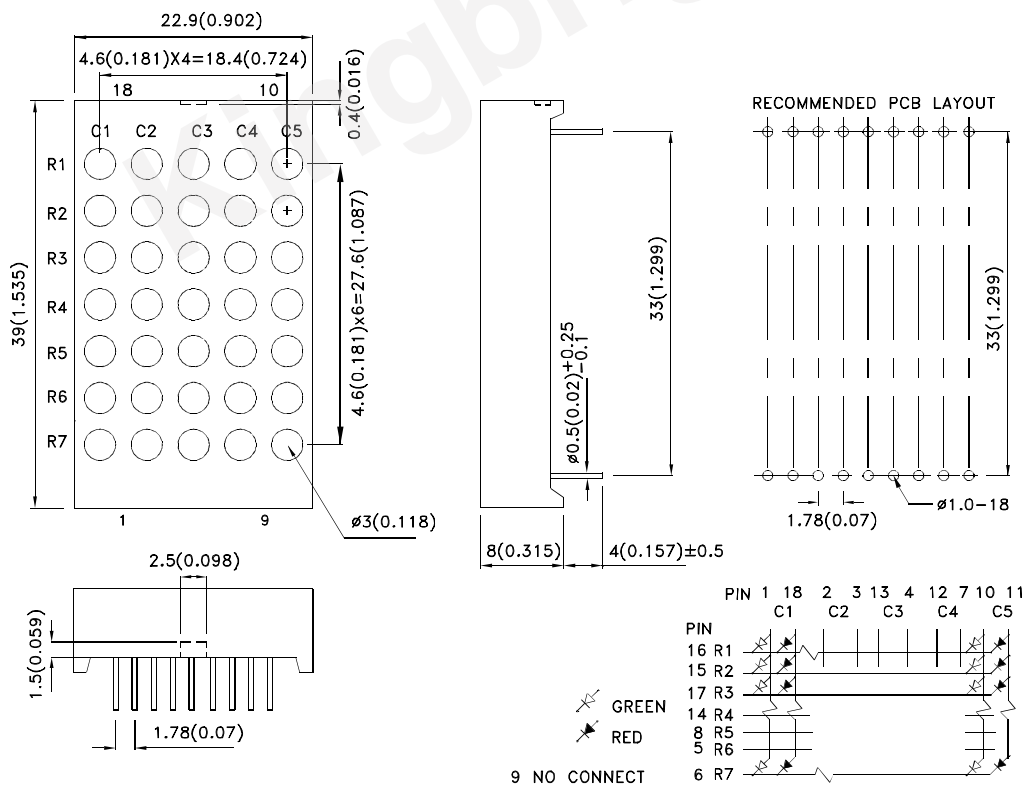 22.9(0.902)
4.6(0.181)X4=18.4(0.724)
18 10
0.4(0.016)
C1 C2 C3 C4 C5
R1
R2
R3
R4
R5
R6
R7
39(1.535)
4.6(0.181)x6=27.6(1.087)
1 9
ø3(0.118)
33(1.299)
ø0.5(0.02)+0.25
-0.1
8(0.315) 4(0.157)±0.5
RECOMMENDED PCB LAYOUT
33(1.299)
ø1.0-18
1.78(0.07)
2.5(0.098)
1.5(0.059)
1.78(0.07)
GREEN
RED
9 NO CONNECT
PIN 1 18 2 3 13 4 12 7 10 11
C1 C2 C3 C4 C5
PIN
16 R1
15 R2
17 R3
14 R4
8 R5
5 R6
6 R7